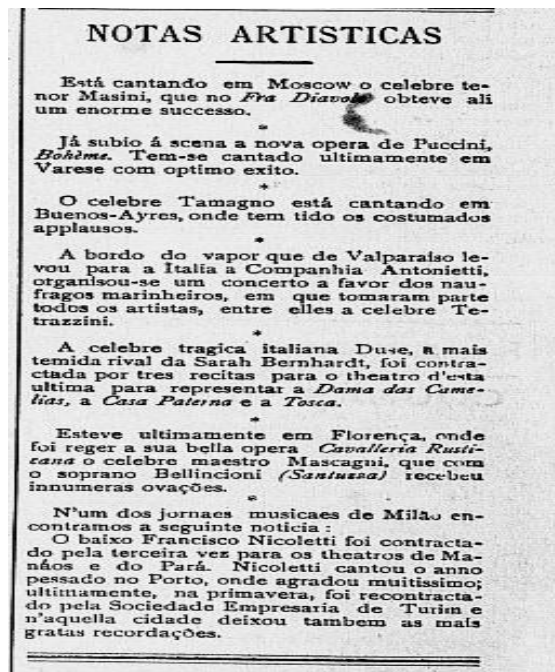 NOTAS ARTISTICAS
Está cantando em Moscow o celebre te-
nor Masini, que no Fra Diavolo obteve ali
um enorme successo.
*
Já subio á scena a nova opera de Puccini,
Bohème. Tem-se cantado ultimamente em
Varese com optimo exito.
*
O celebre Tamagno está cantando em
Buenos-Ayres, onde tem tido os costumados
applausos.
*
A bordo do vapor que de Valparaiso le-
vou para a Italia a Companhia Antonietti,
organisou-se um concerto a favor dos nau-
fragos marinheiros, em que tomaram parte
todos os artistas, entre elles a celebre Te-
trazzini.
*
A celebre tragica italiana Duse, a mais
temida rival da Sarah Bernhardt, foi contra-
ctada por tres recitas para o theatro d'esta
ultima para representar a Dama das Came-
lias, a Casa Paterna e a Tosca.
*
Esteve ultimamente em Florença, onde
foi reger a sua bella opera Cavalleria Rusti-
cana o celebre maestro Mascagni, que com
o soprano Bellincioni (Santuzza) recebeu
innumeras ovações.
*
N'um dos jornaes musicaes de Milão en-
contramos a seguinte noticia :
O baixo Francisco Nicoletti foi contracta-
do pela terceira vez para os theatros de Ma-
náos e do Pará. Nicoletti cantou o anno
pessado no Porto, onde agradou muitissimo;
ultimamente, na primavera, foi recontracta-
do pela Sociedade Empresaria de Turim e
n'aquella cidade deixou tambem as mais
gratas recordações.